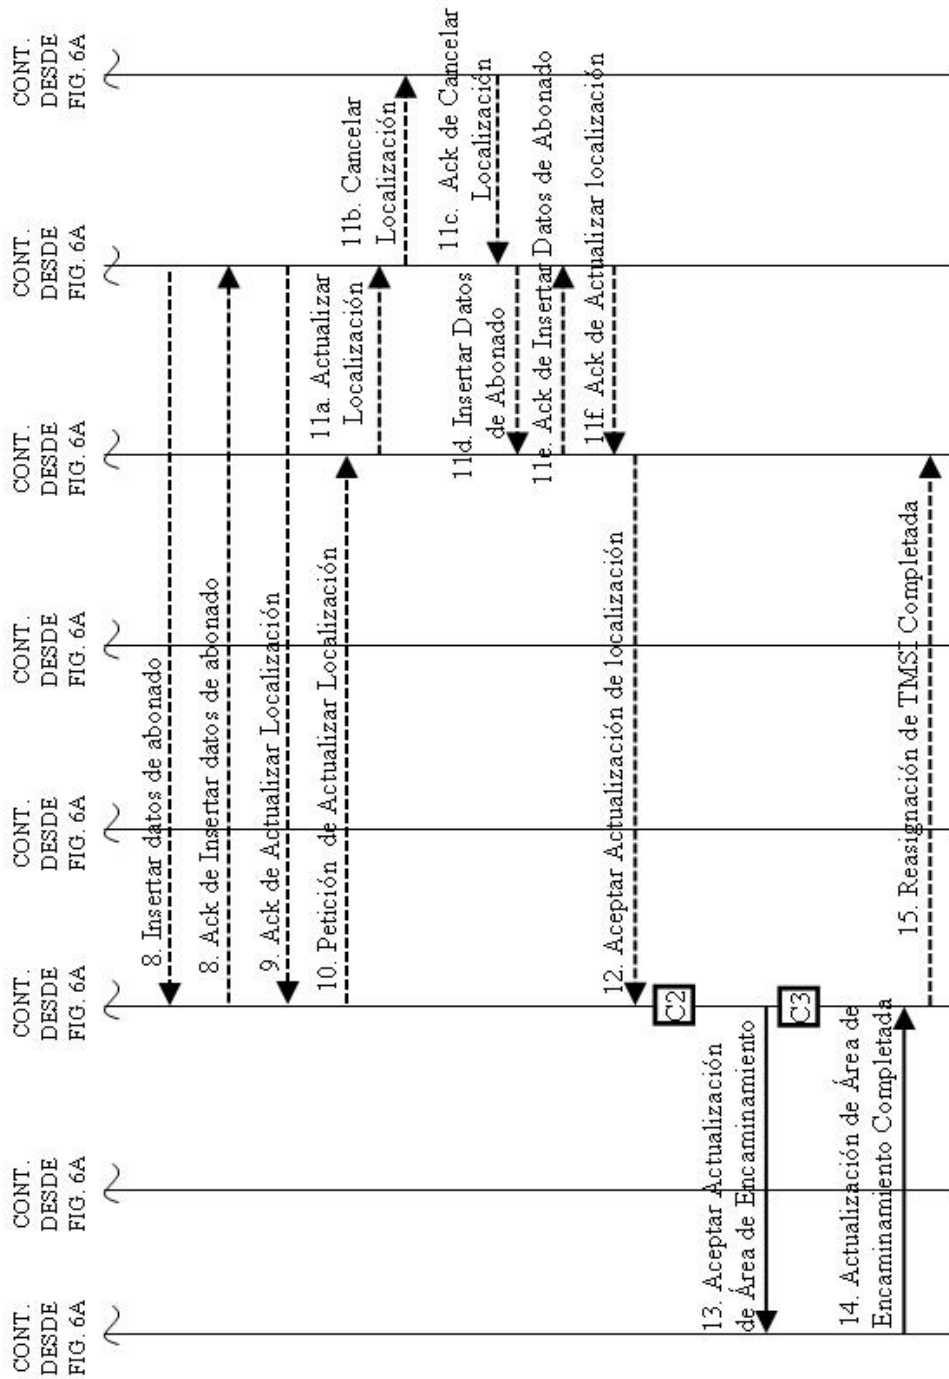 CONT.
DESDE
FIG. 6A
CONT.
DESDE
FIG. 6A
CONT.
DESDE
FIG. 6A
CONT.
DESDE
FIG. 6A
CONT.
DESDE
FIG. 6A
CONT.
DESDE
FIG. 6A
CONT.
DESDE
FIG. 6A
CONT.
DESDE
FIG. 6A
8. Insertar datos de abonado
8. Ack de Insertar datos de abonado
9. Ack de Actualizar Localización
10. Petición de Actualizar Localización
11a. Actualizar
Localización
11b. Cancelar
Localización
11c. Ack de Cancelar
Localización
11d. Insertar Datos
de Abonado
11e. Ack de Insertar Datos de Abonado
11f. Ack de Actualizar localización
12. Aceptar Actualización de localización
C2
13. Aceptar Actualización
de Área de Encaminamiento
C3
14. Actualización de Área de
Encaminamiento Completada
15. Reasignación de TMSI Completada